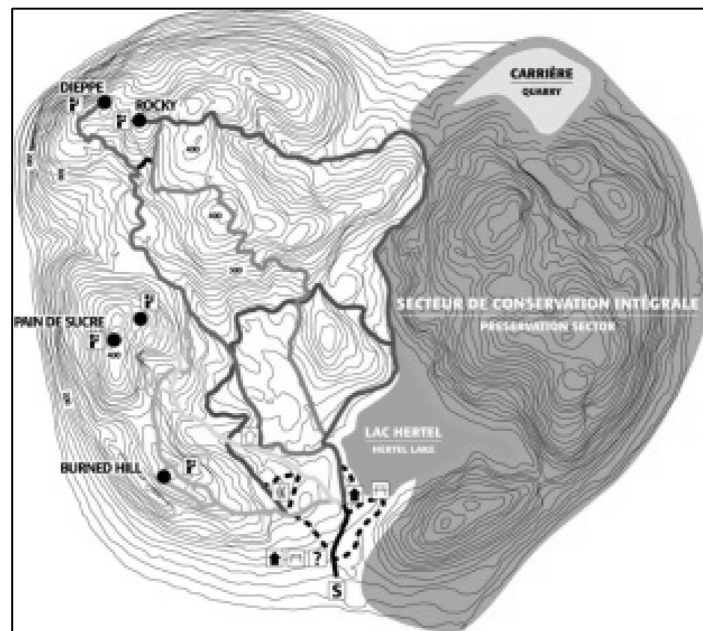 CARRIÈRE
QUARRY
DIEPPE
ROCKY
400
400
300
SECTEUR DE CONSERVATION INTÉGRALE
PRESERVATION SECTOR
PAIN DE SUCRE
400
LAC HERTEL
HERTEL LAKE
BURNED HILL
?
S